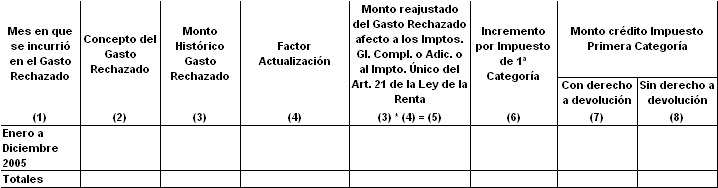 Mes en que
se incurrió
en el Gasto
Rechazado
(1)
Concepto del
Gasto
Rechazado
(2)
Monto
Histórico
Gasto
Rechazado
(3)
Factor
Actualización
(4)
Monto reajustado
del Gasto Rechazado
afecto a los Imptos.
Gl. Compl. o Adic. o
al Impto. Único del
Art. 21 de la Ley de la
Renta
(3) * (4) = (5)
Incremento
por Impuesto
de 1ª
Categoría
(6)
Monto crédito Impuesto
Primera Categoría
Con derecho
a devolución
(7)
Sin derecho a
devolución
(8)
Enero a
Diciembre
2005
Totales